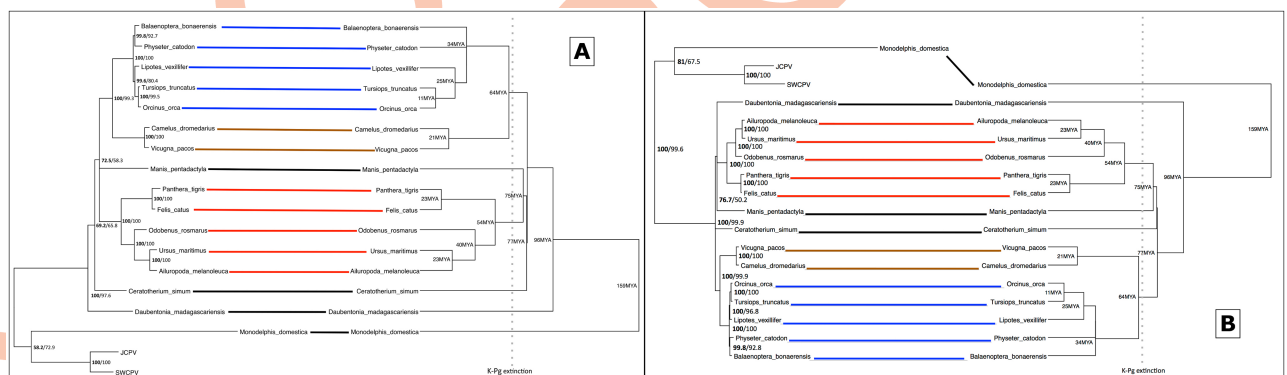 A
Balaenoptera_bonaerensis Balaenoptera_bonaerensis
99.8/92.7
34MYA
Physeter_catodon Physeter_catodon
100/100
Lipotes_vexillifer Lipotes_vexillifer
99.6/80.4
25MYA
Tursiops_truncatus Tursiops_truncatus
64MYA
100/99.3
100/99.5
11MYA
Orcinus_orca Orcinus_orca
Camelus_dromedarius Camelus_dromedarius
100/100
21MYA
Vicugna_pacos Vicugna_pacos
72.5/58.3
Manis_pentadactyla Manis_pentadactyla
Panthera_tigris Panthera_tigris
75MYA
100/100
23MYA
Felis_catus Felis_catus
100/100
54MYA
69.2/65.8
Odobenus_rosmarus Odobenus_rosmarus
77MYA
96MYA
100/100
40MYA
Ursus_maritimus Ursus_maritimus
100/100
23MYA
Ailuropoda_melanoleuca Ailuropoda_melanoleuca
159MYA
Ceratotherium_simum Ceratotherium_simum
100/97.6
Daubentonia_madagascariensis Daubentonia_madagascariensis
Monodelphis_domestica Monodelphis_domestica
58.2/72.9
JCPV
100/100
SWCPV
K-Pg extinction
B
Monodelphis_domestica
81/67.5
JCPV
100/100
SWCPV
Monodelphis_domestica
Daubentonia_madagascariensis Daubentonia_madagascariensis
Ailuropoda_melanoleuca Ailuropoda_melanoleuca
100/100
23MYA
159MYA
Ursus_maritimus Ursus_maritimus
100/100
40MYA
100/99.6
Odobenus_rosmarus Odobenus_rosmarus
100/100
54MYA
Panthera_tigris Panthera_tigris
96MYA
100/100
23MYA
75MYA
Felis_catus Felis_catus
76.7/50.2
Manis_pentadactyla Manis_pentadactyla
100/99.9
Ceratotherium_simum Ceratotherium_simum
Vicugna_pacos Vicugna_pacos
100/100
21MYA
77MYA
Camelus_dromedarius Camelus_dromedarius
100/99.9
Orcinus_orca Orcinus_orca
100/100
11MYA
64MYA
Tursiops_truncatus Tursiops_truncatus
100/96.8
25MYA
Lipotes_vexillifer Lipotes_vexillifer
100/100
Physeter_catodon Physeter_catodon
34MYA
99.8/92.8
Balaenoptera_bonaerensis Balaenoptera_bonaerensis
K-Pg extinction